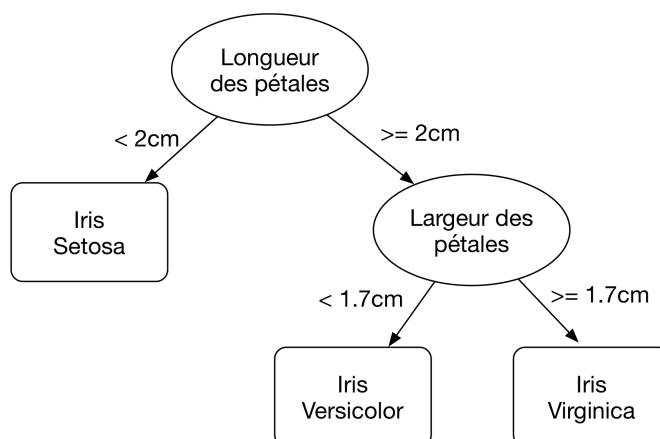 Longueur
des pétales
< 2cm
>= 2cm
Iris
Setosa
Largeur des
pétales
< 1.7cm
>= 1.7cm
Iris
Versicolor
Iris
Virginica